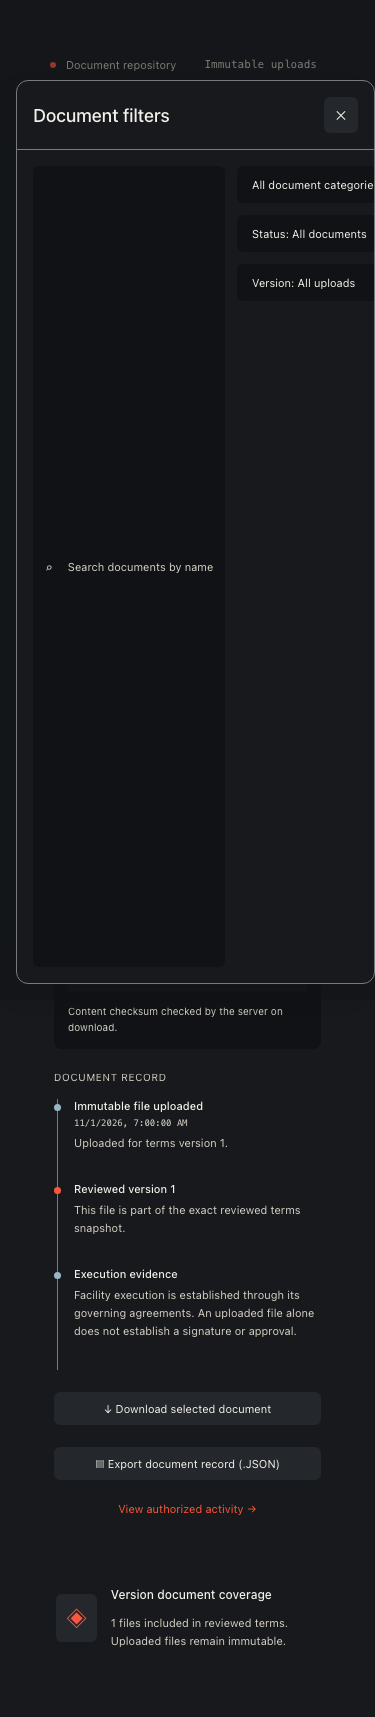 Document repository Immutable uploads
Document filters
All document categorie
Status: All documents
Version: All uploads
Search documents by name
Content checksum checked by the server on
download.
DOCUMENT RECORD
Immutable file uploaded
11/1/2026, 7:00:00 AM
Uploaded for terms version 1.
Reviewed version 1
This file is part of the exact reviewed terms
snapshot.
Execution evidence
Facility execution is established through its
governing agreements. An uploaded file alone
does not establish a signature or approval.
↓ Download selected document
▤ Export document record (.JSON)
View authorized activity →
Version document coverage
1 files included in reviewed terms.
Uploaded files remain immutable.